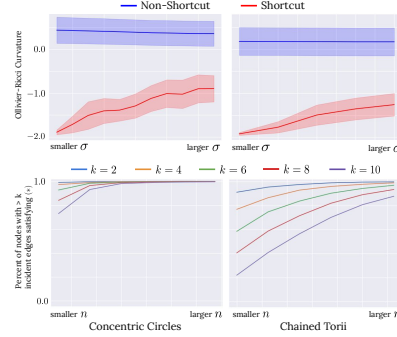 Non-Shortcut
Shortcut
Ollivier-Ricci Curvature
0.0
−1.0
−2.0
smaller σ
larger σ
smaller σ
larger σ
k = 2
k = 4
k = 6
k = 8
k = 10
Percent of nodes with > k
incident edges satisfying (*)
1.0
0.0
smaller n
larger n
smaller n
larger n
Concentric Circles
Chained Torii